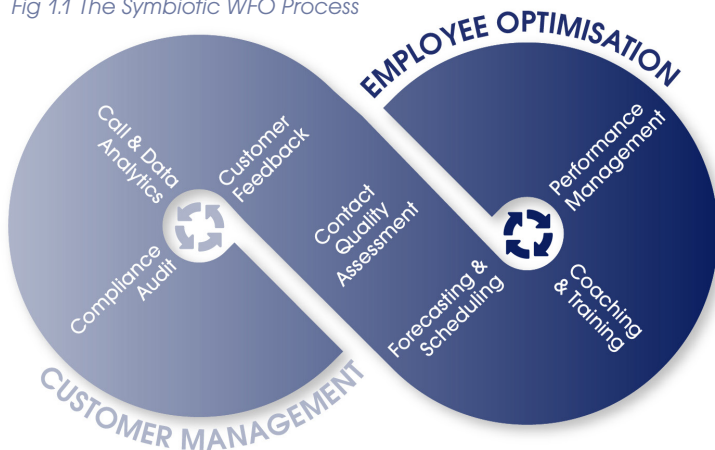 Fig 1.1 The Symbiotic WFO Process
EMPLOYEE OPTIMISATION
Call & Data
Analytics
Customer
Feedback
Compliance
Audit
Contact
Quality
Assessment
Performance
Management
Forecasting &
Scheduling
Coaching
& Training
CUSTOMER MANAGEMENT